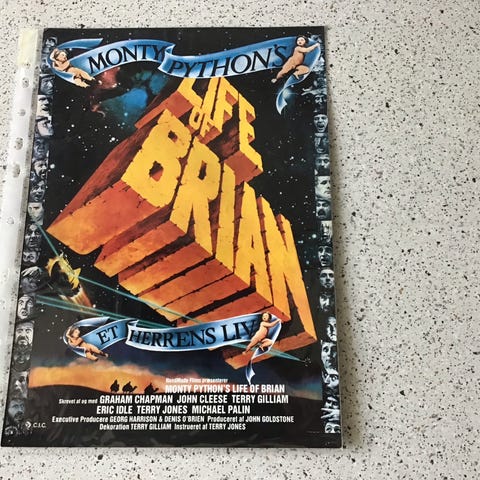 MONTY PYTHON'S
LIFE
OF
BRIAN
ET HERRENS LIV
HandMade Films præsenterer
MONTY PYTHON'S LIFE OF BRIAN
Skrevet af og med GRAHAM CHAPMAN JOHN CLEESE TERRY GILLIAM
ERIC IDLE TERRY JONES MICHAEL PALIN
Executive Producere GEORG HARRISON & DENIS O'BRIEN Produceret af JOHN GOLDSTONE
Dekoration TERRY GILLIAM Instrueret af TERRY JONES
C.I.C.